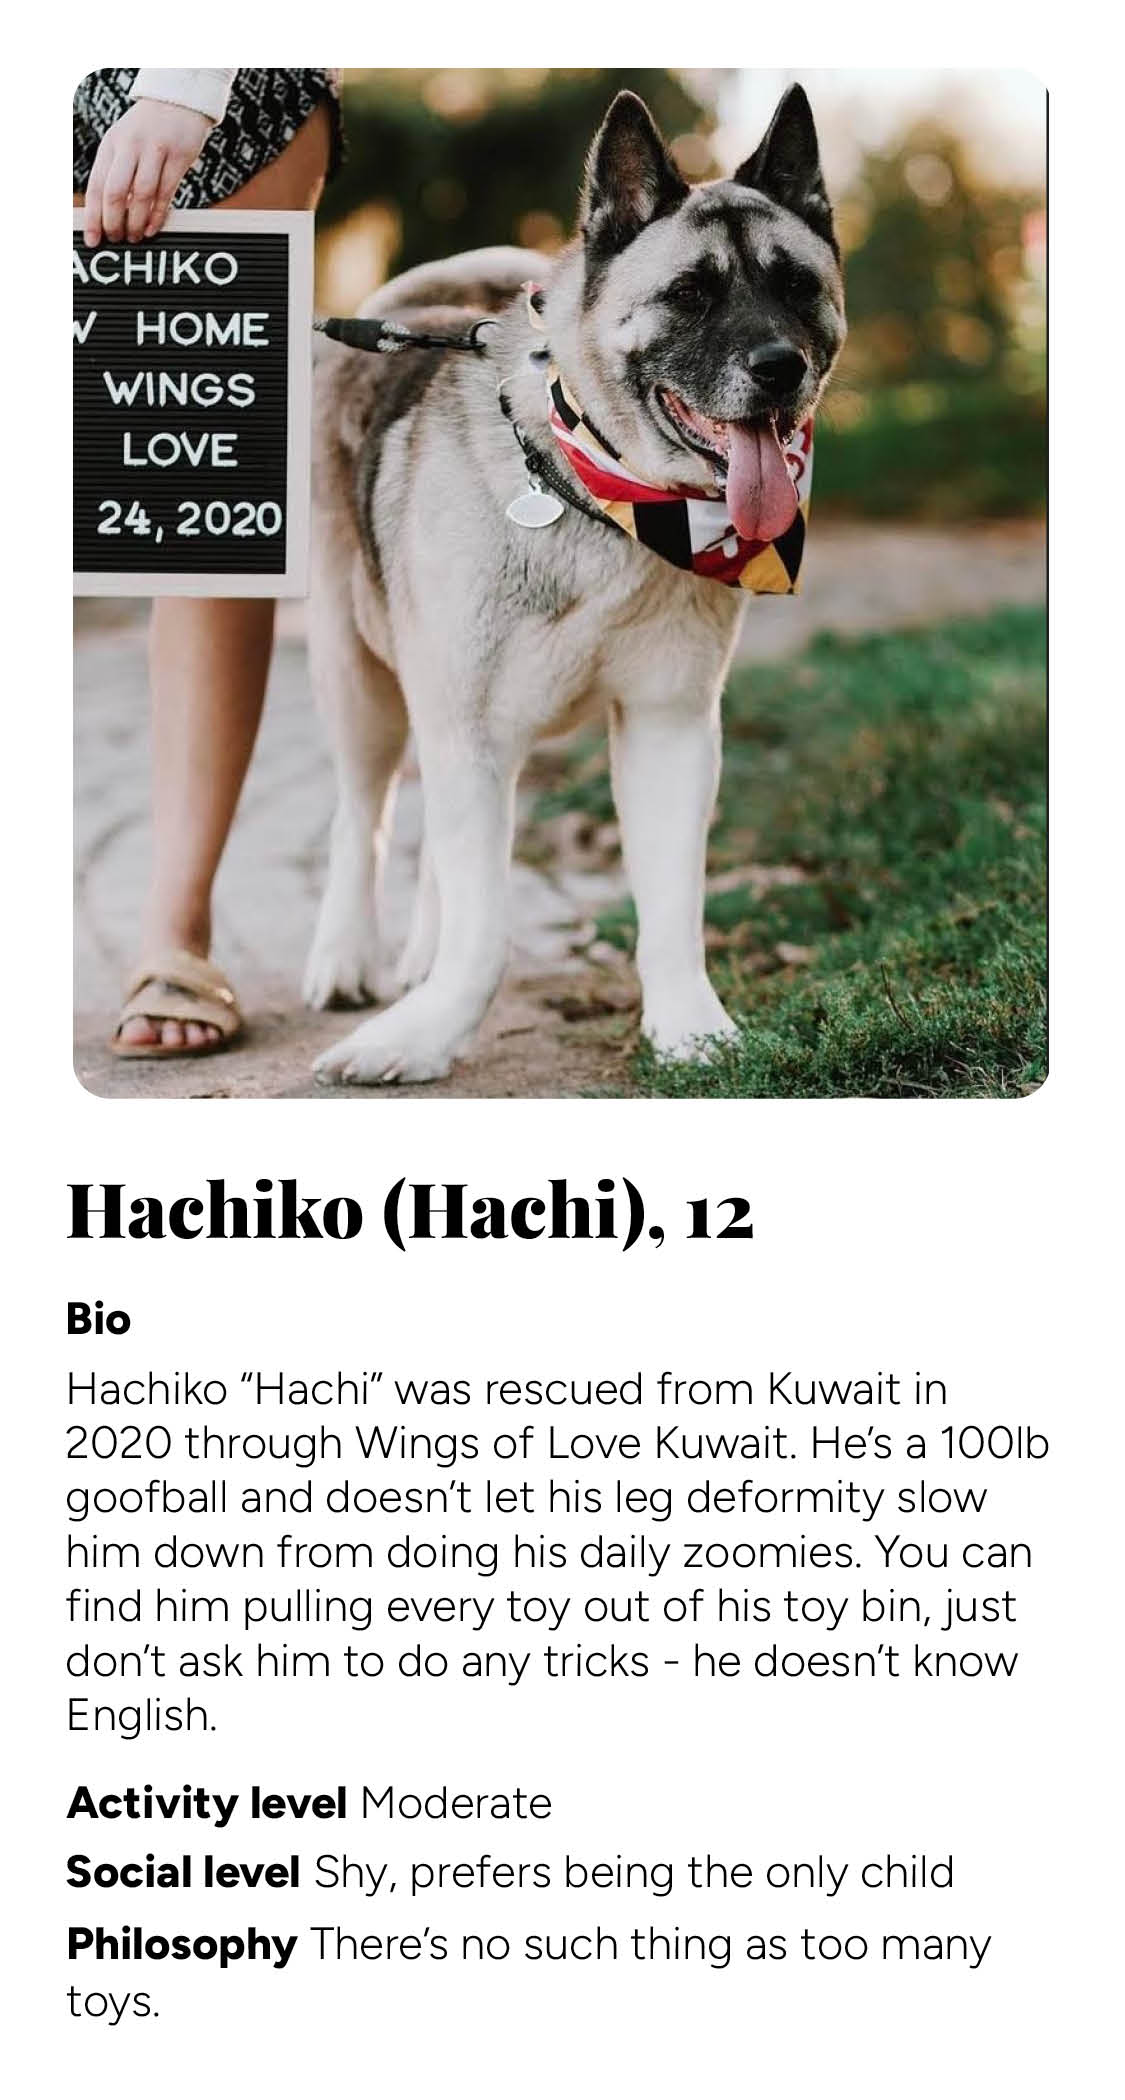 ACHIKO
W HOME
WINGS
LOVE
24, 2020
Hachiko (Hachi), 12
Bio
Hachiko “Hachi” was rescued from Kuwait in
2020 through Wings of Love Kuwait. He’s a 100lb
goofball and doesn’t let his leg deformity slow
him down from doing his daily zoomies. You can
find him pulling every toy out of his toy bin, just
don’t ask him to do any tricks - he doesn’t know
English.
Activity level Moderate
Social level Shy, prefers being the only child
Philosophy There’s no such thing as too many
toys.